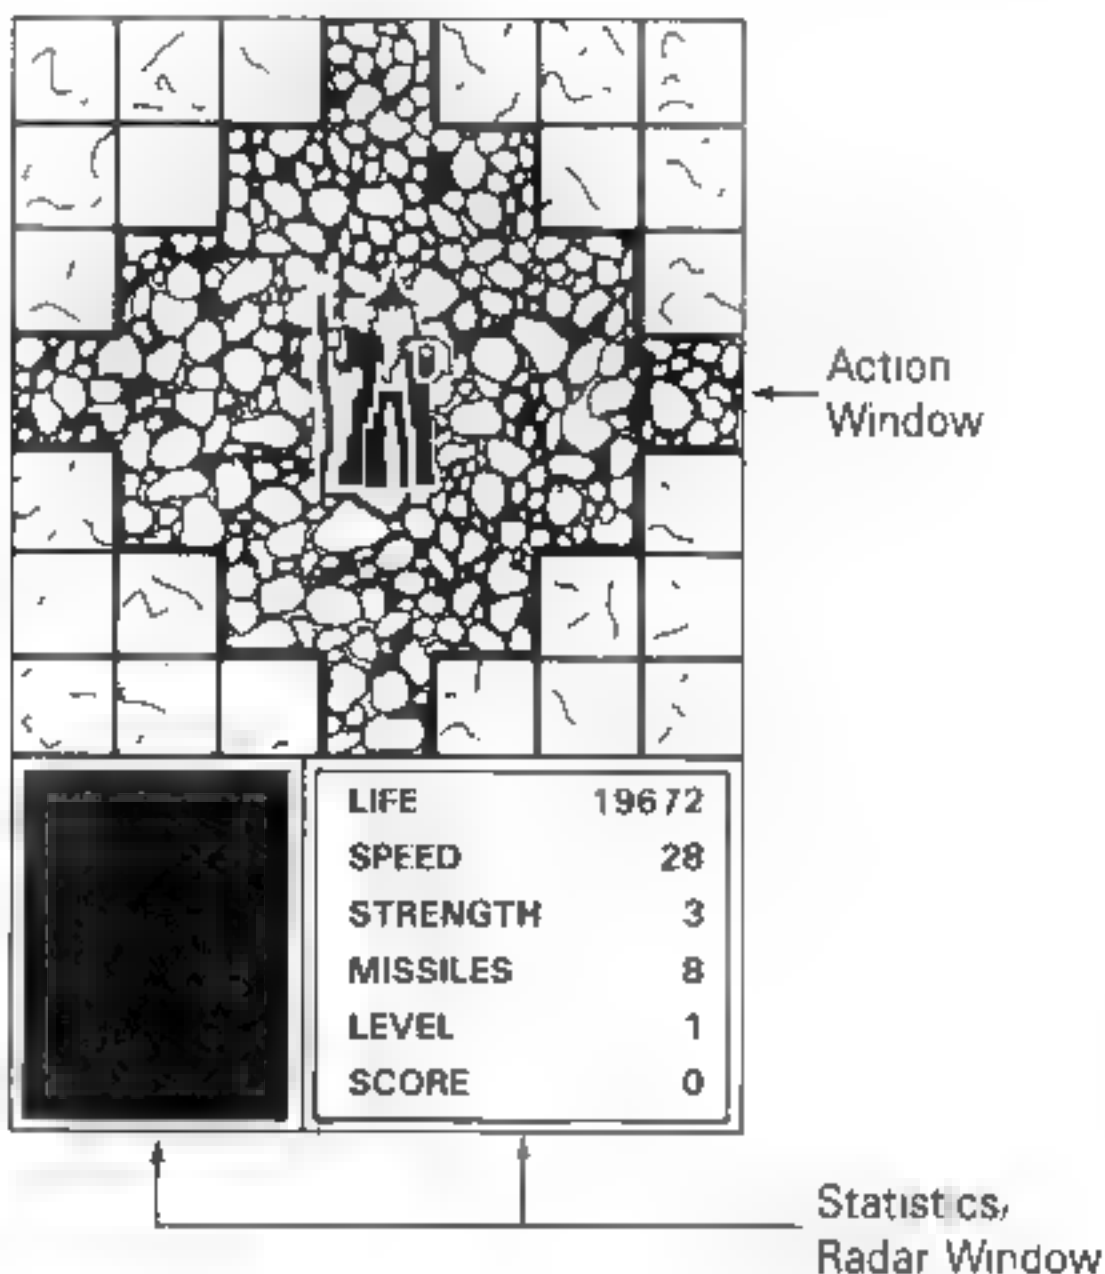 Action
Window
LIFE 19672
SPEED 28
STRENGTH 3
MISSILES 8
LEVEL 1
SCORE 0
Statistics/
Radar Window